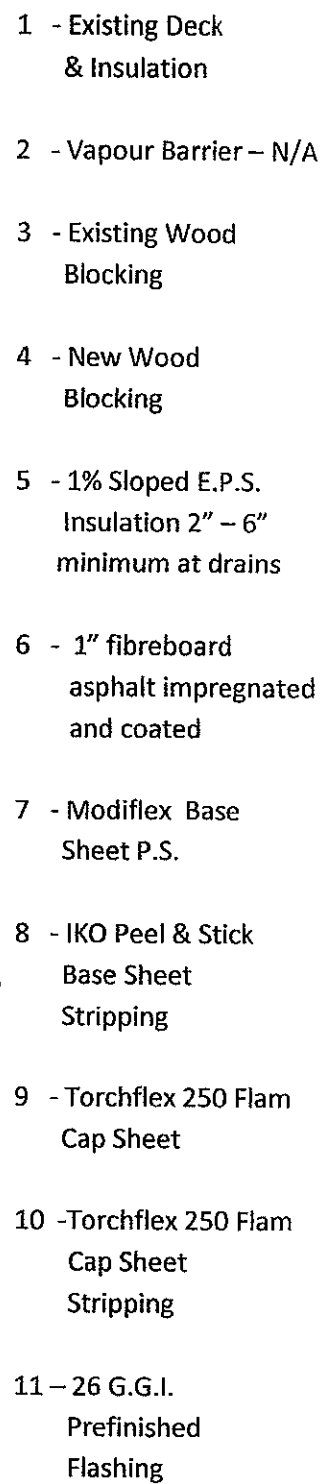 1 - Existing Deck
& Insulation
2 - Vapour Barrier – N/A
3 - Existing Wood
Blocking
4 - New Wood
Blocking
5 - 1% Sloped E.P.S.
Insulation 2" – 6"
minimum at drains
6 - 1" fibreboard
asphalt impregnated
and coated
7 - Modiflex Base
Sheet P.S.
8 - IKO Peel & Stick
Base Sheet
Stripping
9 - Torchflex 250 Flam
Cap Sheet
10 -Torchflex 250 Flam
Cap Sheet
Stripping
11 – 26 G.G.I.
Prefinished
Flashing